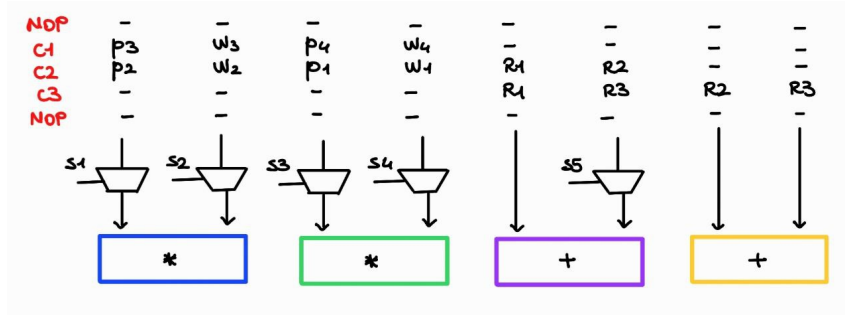 NOP - - - - - - - -
C1 P3 W3 P4 W4 - - - -
C2 P2 W2 P1 W1 R1 R2 - -
C3 - - - - R1 R3 R2 R3
NOP - - - - - - - -
S1 S2 S3 S4 S5
* * + +